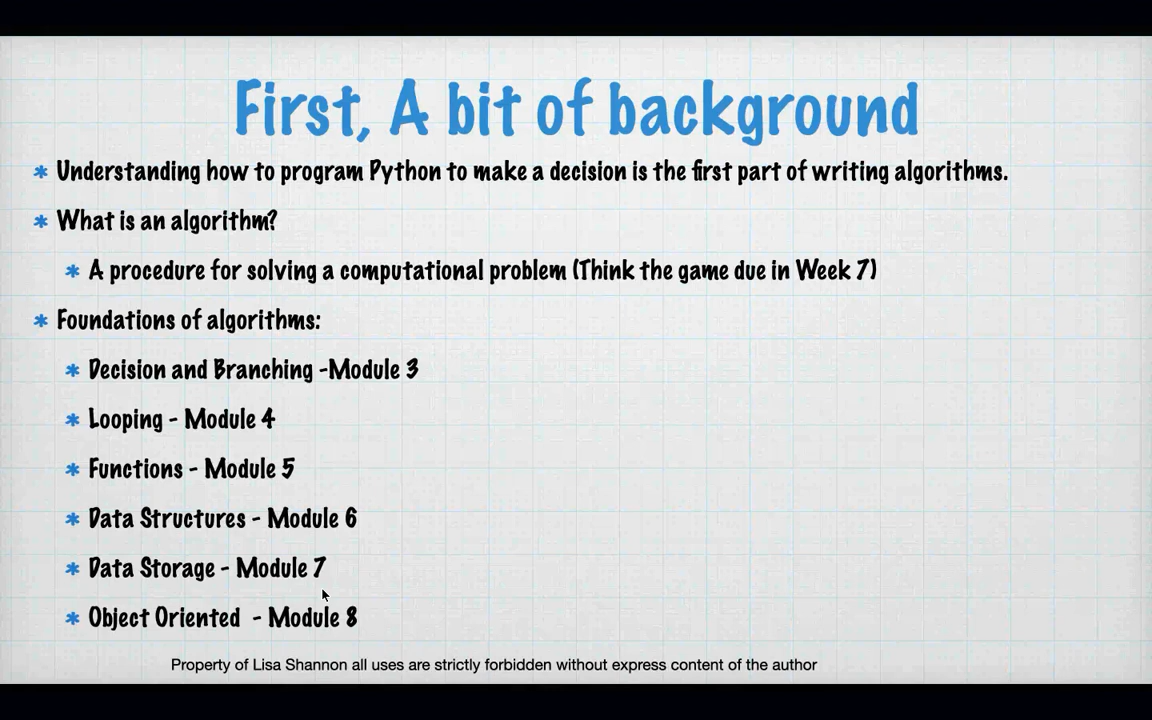 First, A bit of background
* Understanding how to program Python to make a decision is the first part of writing algorithms.
* What is an algorithm?
* A procedure for solving a computational problem (Think the game due in Week 7)
* Foundations of algorithms:
* Decision and Branching -Module 3
* Looping - Module 4
* Functions - Module 5
* Data Structures - Module 6
* Data Storage - Module 7
* Object Oriented  - Module 8
Property of Lisa Shannon all uses are strictly forbidden without express content of the author